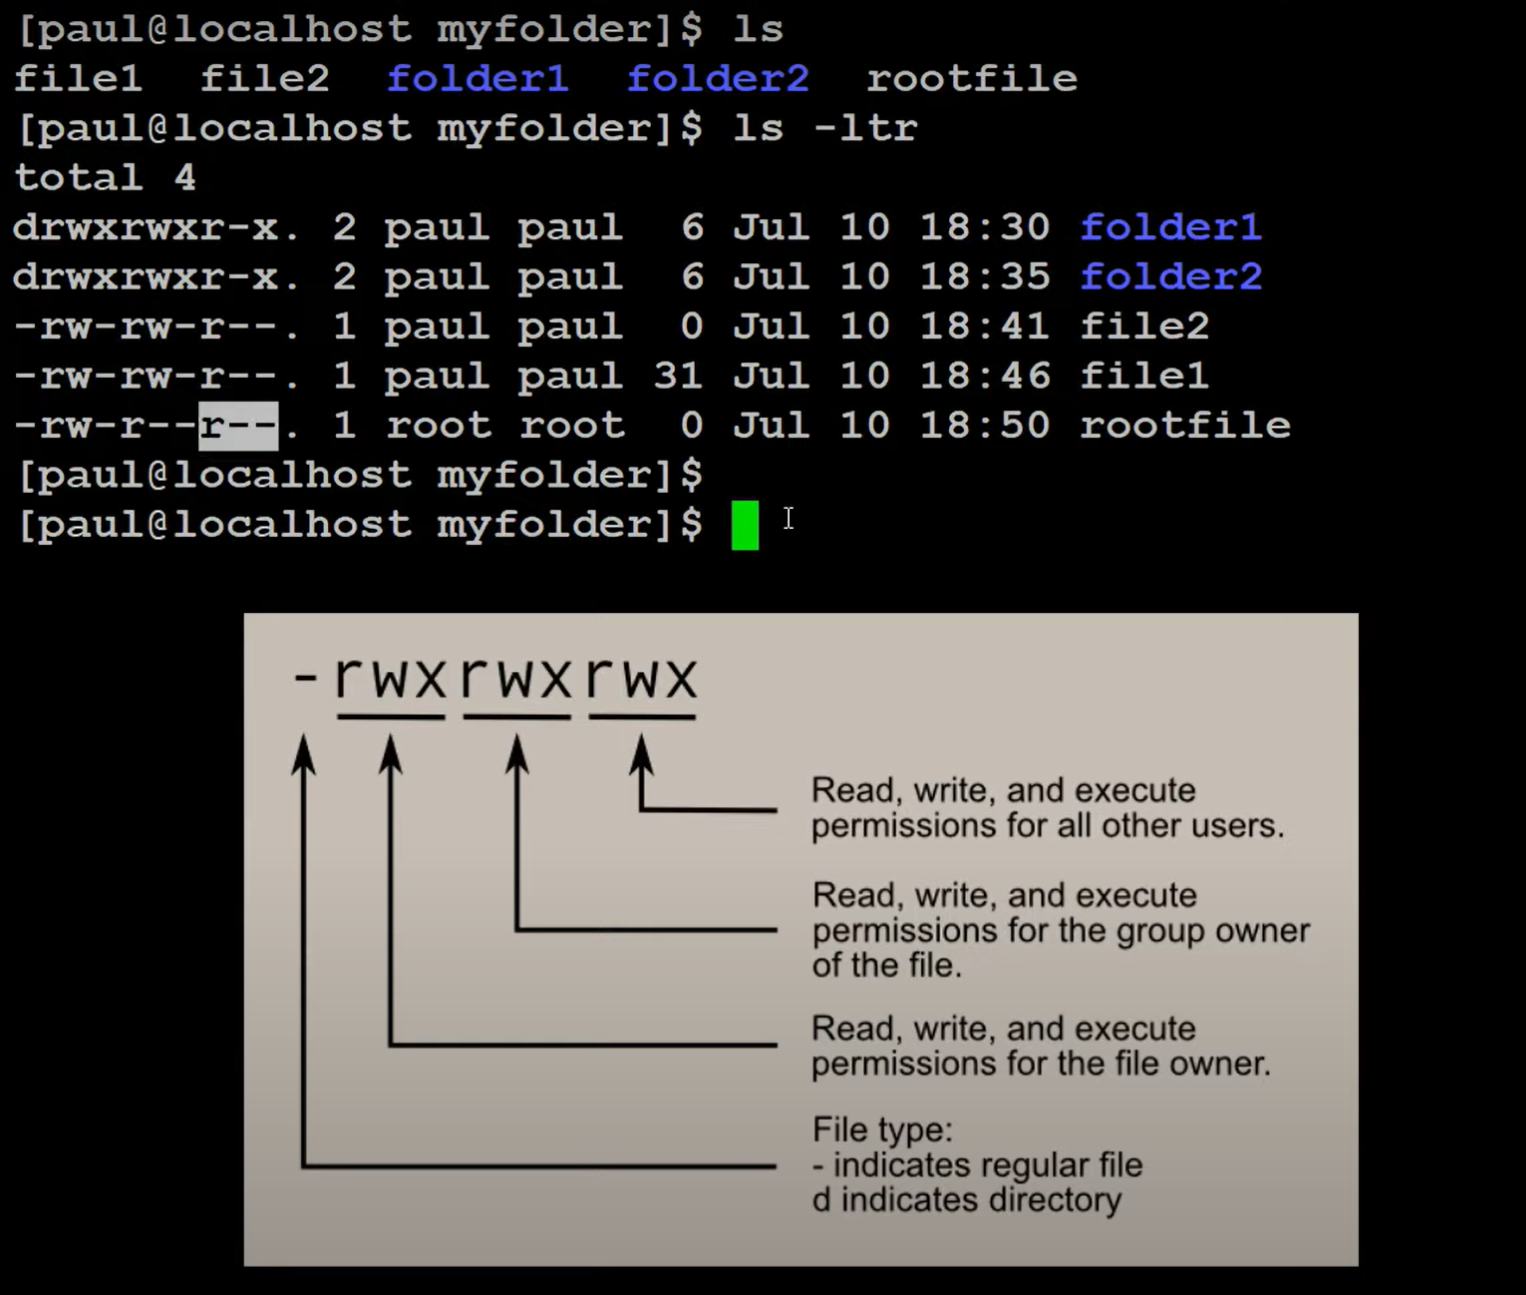 [paul@localhost myfolder]$ ls
file1  file2  folder1  folder2  rootfile
[paul@localhost myfolder]$ ls -ltr
total 4
drwxrwxr-x. 2 paul paul  6 Jul 10 18:30 folder1
drwxrwxr-x. 2 paul paul  6 Jul 10 18:35 folder2
-rw-rw-r--. 1 paul paul  0 Jul 10 18:41 file2
-rw-rw-r--. 1 paul paul 31 Jul 10 18:46 file1
-rw-r--r--. 1 root root  0 Jul 10 18:50 rootfile
[paul@localhost myfolder]$
[paul@localhost myfolder]$
-rwxrwxrwx
Read, write, and execute
permissions for all other users.
Read, write, and execute
permissions for the group owner
of the file.
Read, write, and execute
permissions for the file owner.
File type:
- indicates regular file
d indicates directory